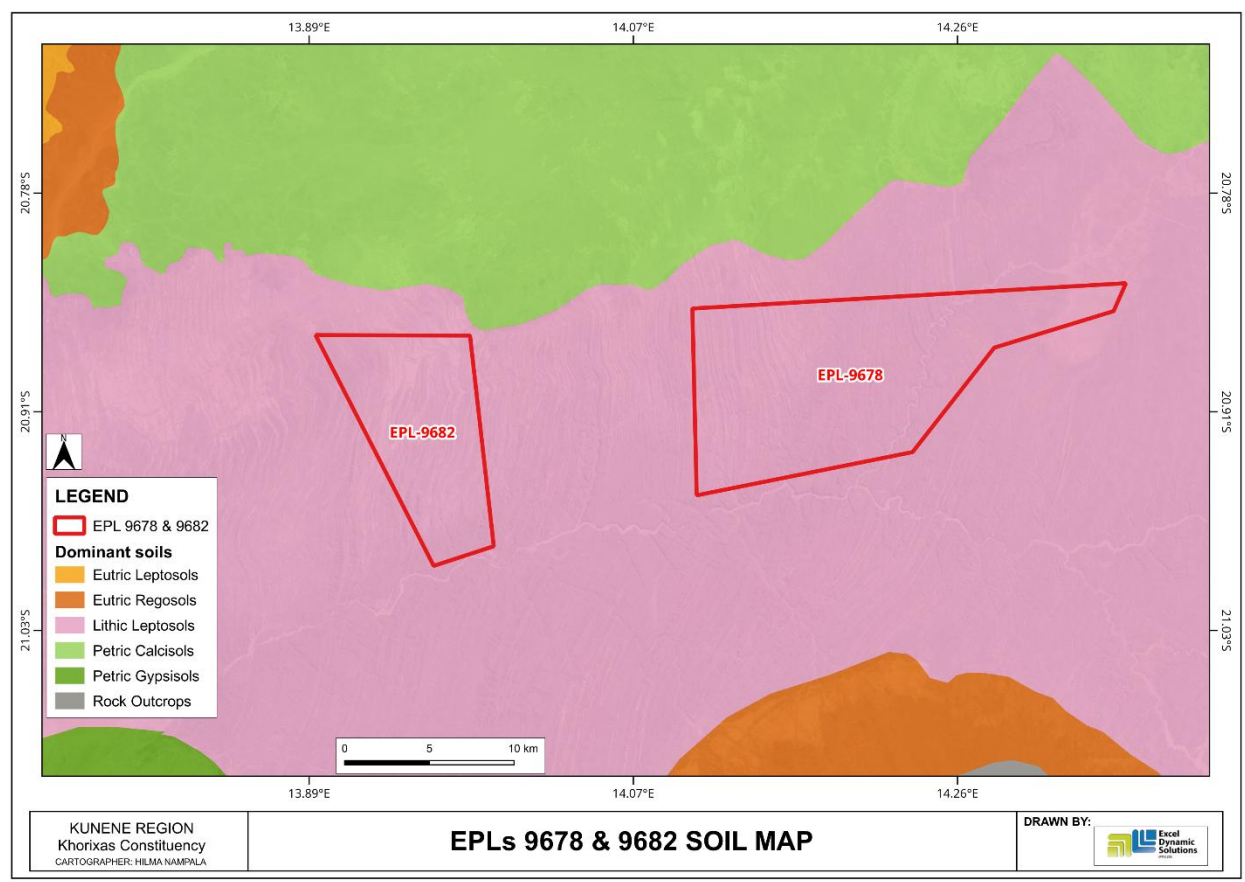 13.89°E
14.07°E
14.26°E
20.78°S
20.78°S
EPL-9678
20.91°S
20.91°S
EPL-9682
N
LEGEND
EPL 9678 & 9682
Dominant soils
Eutric Leptosols
Eutric Regosols
Lithic Leptosols
Petric Calcisols
Petric Gypsisols
Rock Outcrops
21.03°S
21.03°S
0
5
10 km
13.89°E
14.07°E
14.26°E
KUNENE REGION
Khorixas Constituency
CARTOGRAPHER: HILMA NAMPALA
EPLs 9678 & 9682 SOIL MAP
DRAWN BY:
Excel
Dynamic
Solutions